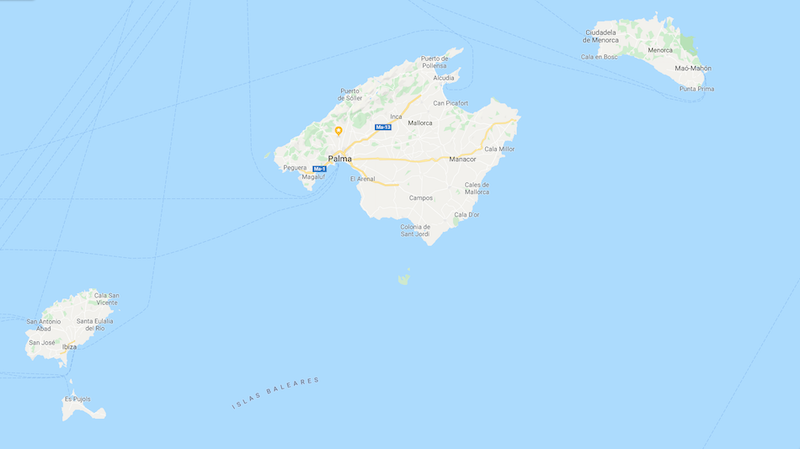 Ciudadela
de Menorca
Menorca
Cala en Bosc
Maó-Mahón
Punta Prima
Puerto de
Pollensa
Alcudia
Puerto
de Sóller
Can Picafort
Inca
Mallorca
Ma-13
Palma
Cala Millor
Manacor
Peguera
Ma-1
Magaluf
El Arenal
Cales de
Mallorca
Campos
Cala D'or
Colonia de
Sant Jordi
Cala San
Vicente
San Antonio
Abad
Santa Eulalia
del Río
San José
Ibiza
Es Pujols
ISLAS BALEARES